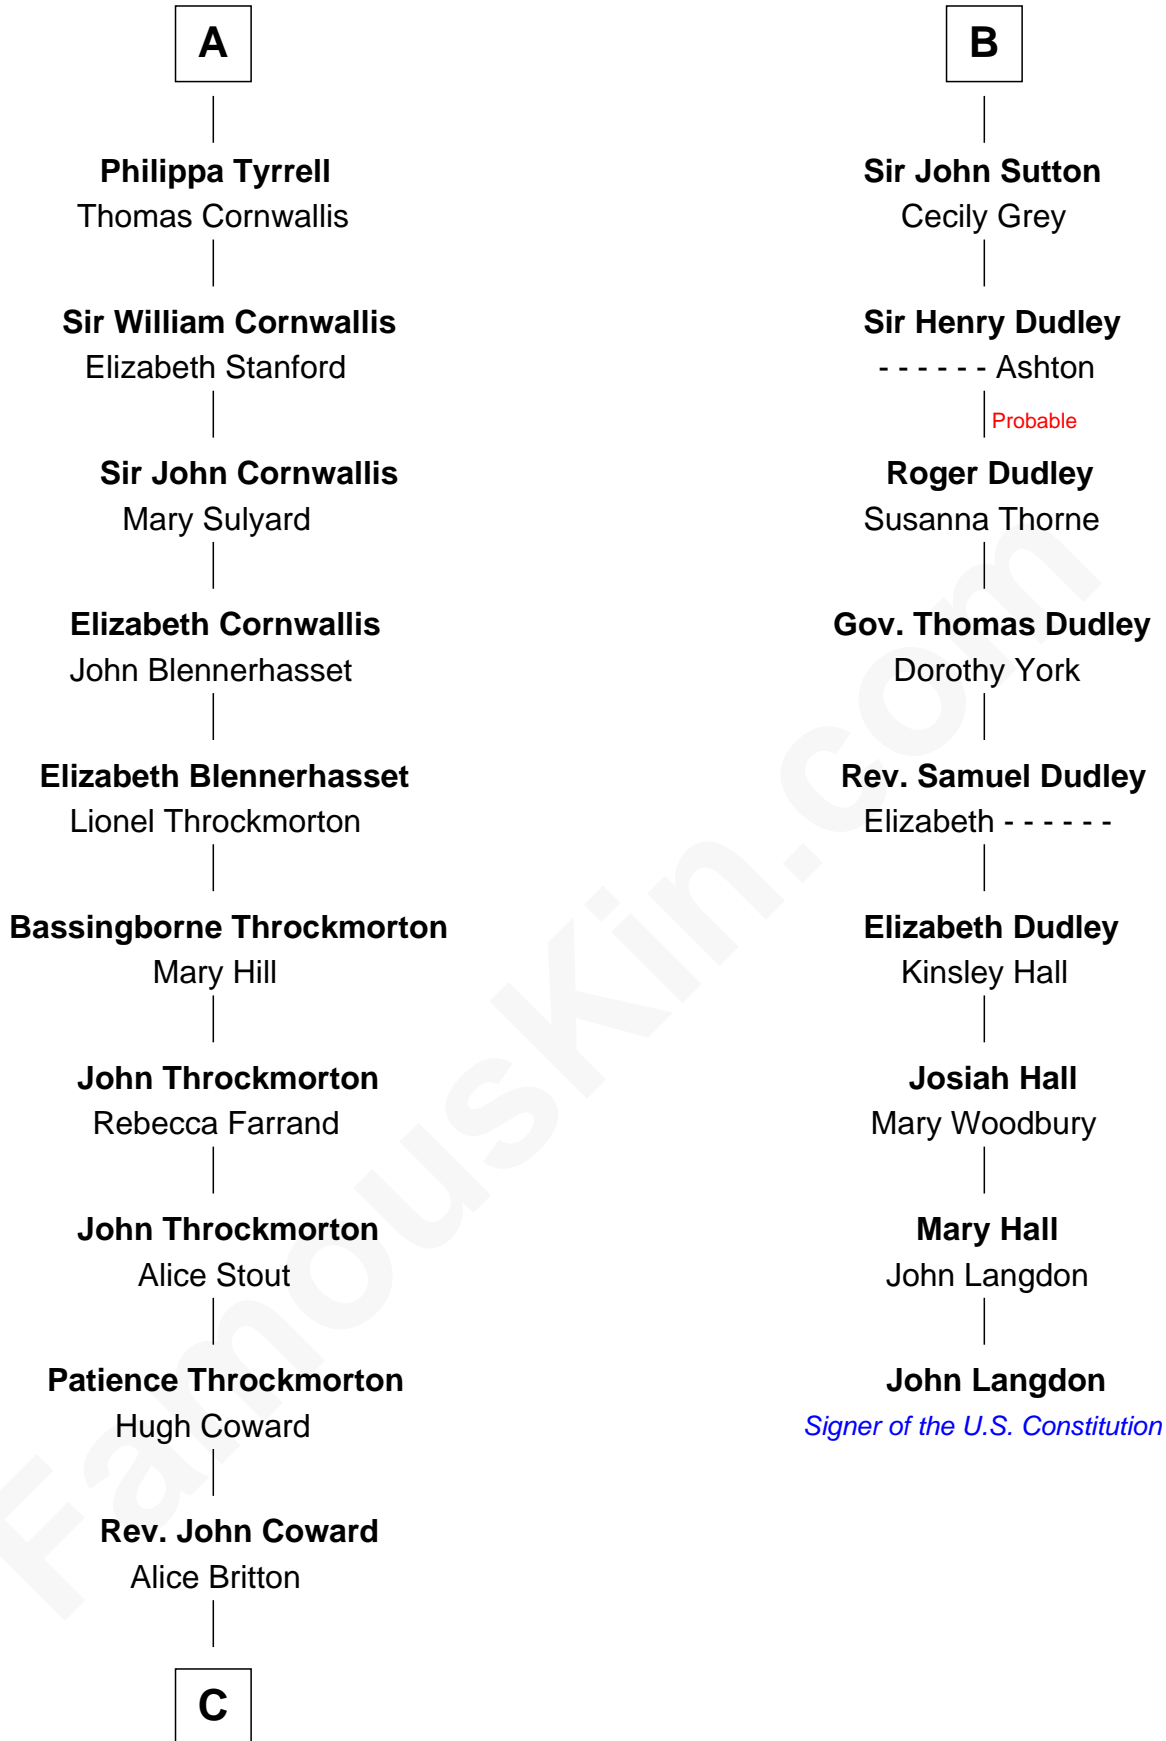 A
Philippa Tyrrell
Thomas Cornwallis
Sir William Cornwallis
Elizabeth Stanford
Sir John Cornwallis
Mary Sulyard
Elizabeth Cornwallis
John Blennerhasset
Elizabeth Blennerhasset
Lionel Throckmorton
Bassingborne Throckmorton
Mary Hill
John Throckmorton
Rebecca Farrand
John Throckmorton
Alice Stout
Patience Throckmorton
Hugh Coward
Rev. John Coward
Alice Britton
C
B
Sir John Sutton
Cecily Grey
Sir Henry Dudley
- - - - - - Ashton
Probable
Roger Dudley
Susanna Thorne
Gov. Thomas Dudley
Dorothy York
Rev. Samuel Dudley
Elizabeth - - - - - -
Elizabeth Dudley
Kinsley Hall
Josiah Hall
Mary Woodbury
Mary Hall
John Langdon
John Langdon
Signer of the U.S. Constitution
FamousKin.com